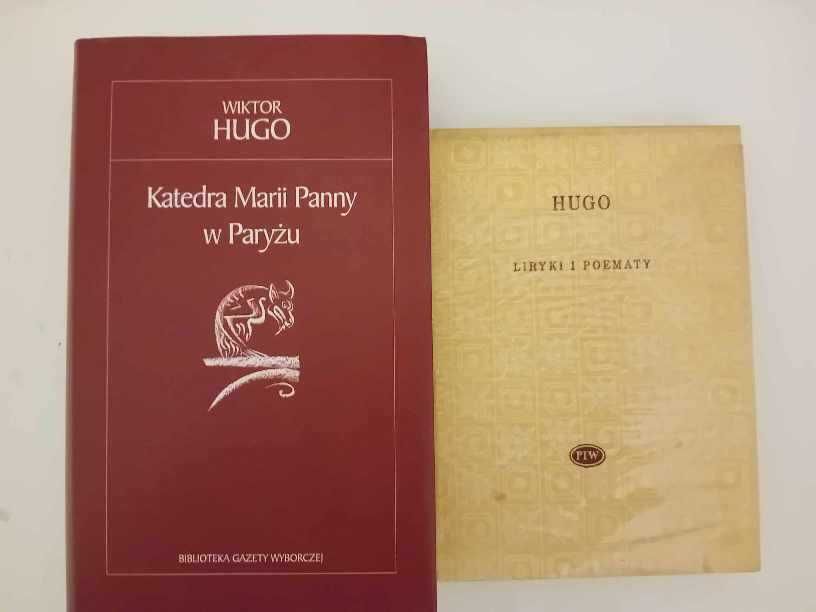 WIKTOR
HUGO
Katedra Marii Panny
w Paryżu
BIBLIOTEKA GAZETY WYBORCZEJ
HUGO
LIRYKI I POEMATY
PIW